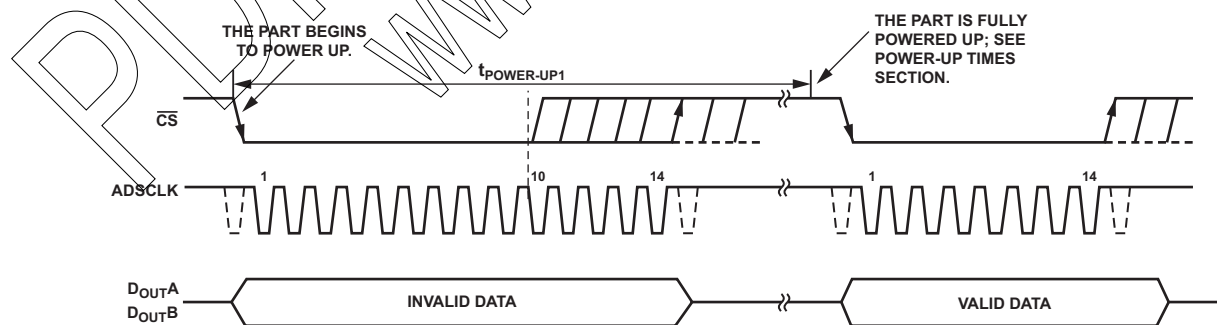 THE PART BEGINS
TO POWER UP.
THE PART IS FULLY
POWERED UP; SEE
POWER-UP TIMES
SECTION.
tPOWER-UP1
CS
ADSCLK
1
10
14
1
14
DOUTA
DOUTB
INVALID DATA
VALID DATA